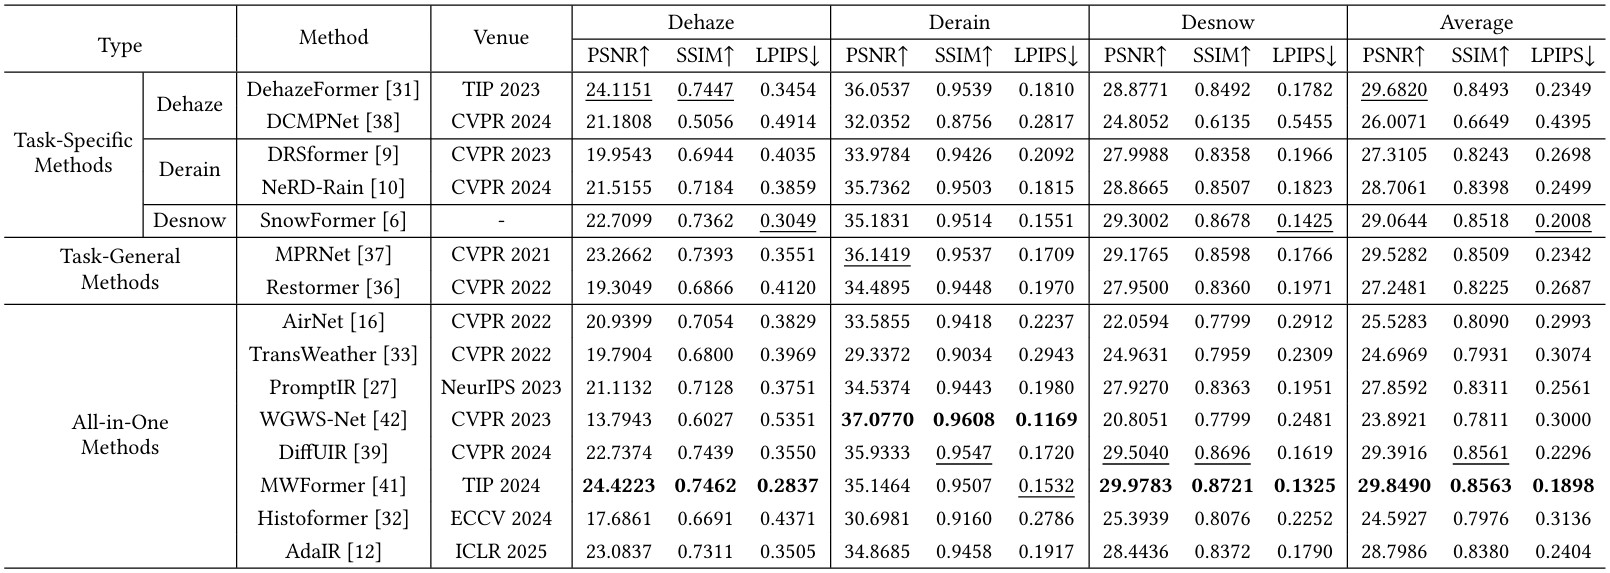 Type Method Venue Dehaze Derain Desnow Average
PSNR↑ SSIM↑ LPIPS↓ PSNR↑ SSIM↑ LPIPS↓ PSNR↑ SSIM↑ LPIPS↓ PSNR↑ SSIM↑ LPIPS↓
Task-Specific Methods Dehaze DehazeFormer [31] TIP 2023 24.1151 0.7447 0.3454 36.0537 0.9539 0.1810 28.8771 0.8492 0.1782 29.6820 0.8493 0.2349
DCMPNet [38] CVPR 2024 21.1808 0.5056 0.4914 32.0352 0.8756 0.2817 24.8052 0.6135 0.5455 26.0071 0.6649 0.4395
Derain DRSformer [9] CVPR 2023 19.9543 0.6944 0.4035 33.9784 0.9426 0.2092 27.9988 0.8358 0.1966 27.3105 0.8243 0.2698
NeRD-Rain [10] CVPR 2024 21.5155 0.7184 0.3859 35.7362 0.9503 0.1815 28.8665 0.8507 0.1823 28.7061 0.8398 0.2499
Desnow SnowFormer [6] - 22.7099 0.7362 0.3049 35.1831 0.9514 0.1551 29.3002 0.8678 0.1425 29.0644 0.8518 0.2008
Task-General Methods MPRNet [37] CVPR 2021 23.2662 0.7393 0.3551 36.1419 0.9537 0.1709 29.1765 0.8598 0.1766 29.5282 0.8509 0.2342
Restormer [36] CVPR 2022 19.3049 0.6866 0.4120 34.4895 0.9448 0.1970 27.9500 0.8360 0.1971 27.2481 0.8225 0.2687
All-in-One Methods AirNet [16] CVPR 2022 20.9399 0.7054 0.3829 33.5855 0.9418 0.2237 22.0594 0.7799 0.2912 25.5283 0.8090 0.2993
TransWeather [33] CVPR 2022 19.7904 0.6800 0.3969 29.3372 0.9034 0.2943 24.9631 0.7959 0.2309 24.6969 0.7931 0.3074
PromptIR [27] NeurIPS 2023 21.1132 0.7128 0.3751 34.5374 0.9443 0.1980 27.9270 0.8363 0.1951 27.8592 0.8311 0.2561
WGWS-Net [42] CVPR 2023 13.7943 0.6027 0.5351 37.0770 0.9608 0.1169 20.8051 0.7799 0.2481 23.8921 0.7811 0.3000
DiffUIR [39] CVPR 2024 22.7374 0.7439 0.3550 35.9333 0.9547 0.1720 29.5040 0.8696 0.1619 29.3916 0.8561 0.2296
MWFormer [41] TIP 2024 24.4223 0.7462 0.2837 35.1464 0.9507 0.1532 29.9783 0.8721 0.1325 29.8490 0.8563 0.1898
Histoformer [32] ECCV 2024 17.6861 0.6691 0.4371 30.6981 0.9160 0.2786 25.3939 0.8076 0.2252 24.5927 0.7976 0.3136
AdaIR [12] ICLR 2025 23.0837 0.7311 0.3505 34.8685 0.9458 0.1917 28.4436 0.8372 0.1790 28.7986 0.8380 0.2404